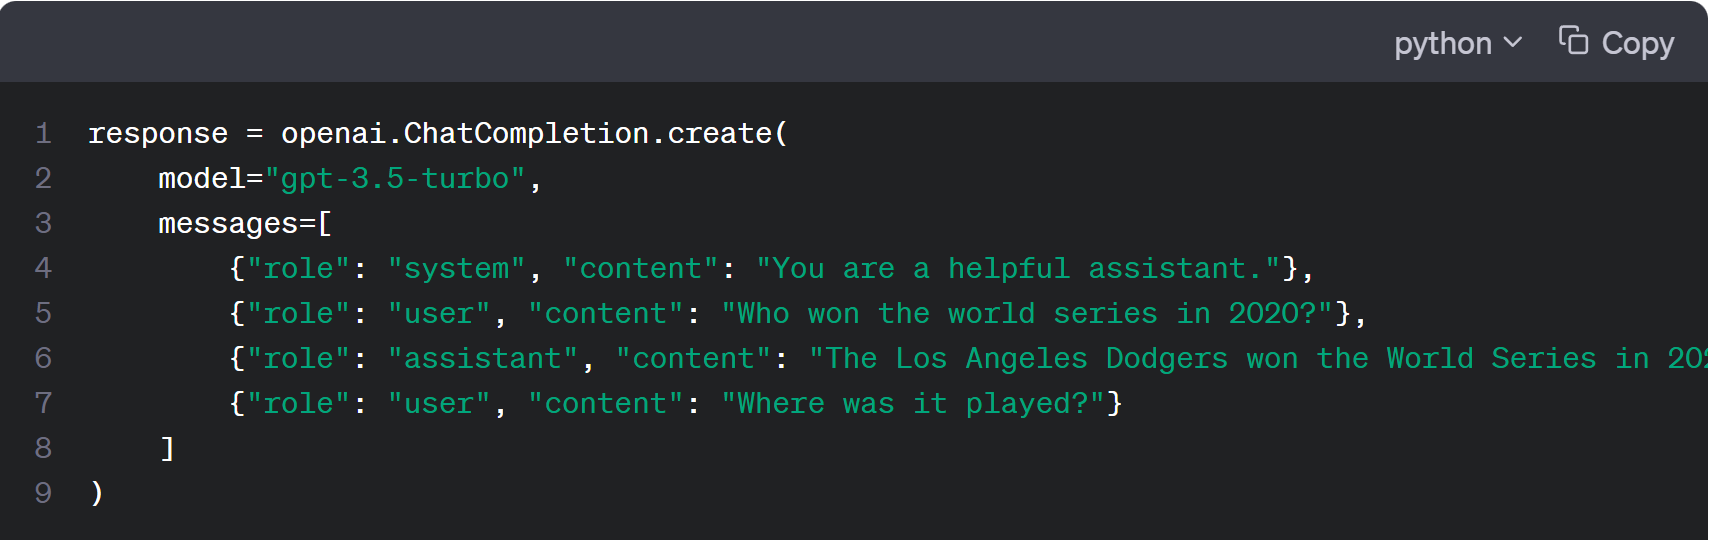 python Copy
1 response = openai.ChatCompletion.create(
2 model="gpt-3.5-turbo",
3 messages=[
4 {"role": "system", "content": "You are a helpful assistant."},
5 {"role": "user", "content": "Who won the world series in 2020?"},
6 {"role": "assistant", "content": "The Los Angeles Dodgers won the World Series in
7 {"role": "user", "content": "Where was it played?"}
8 ]
9 )